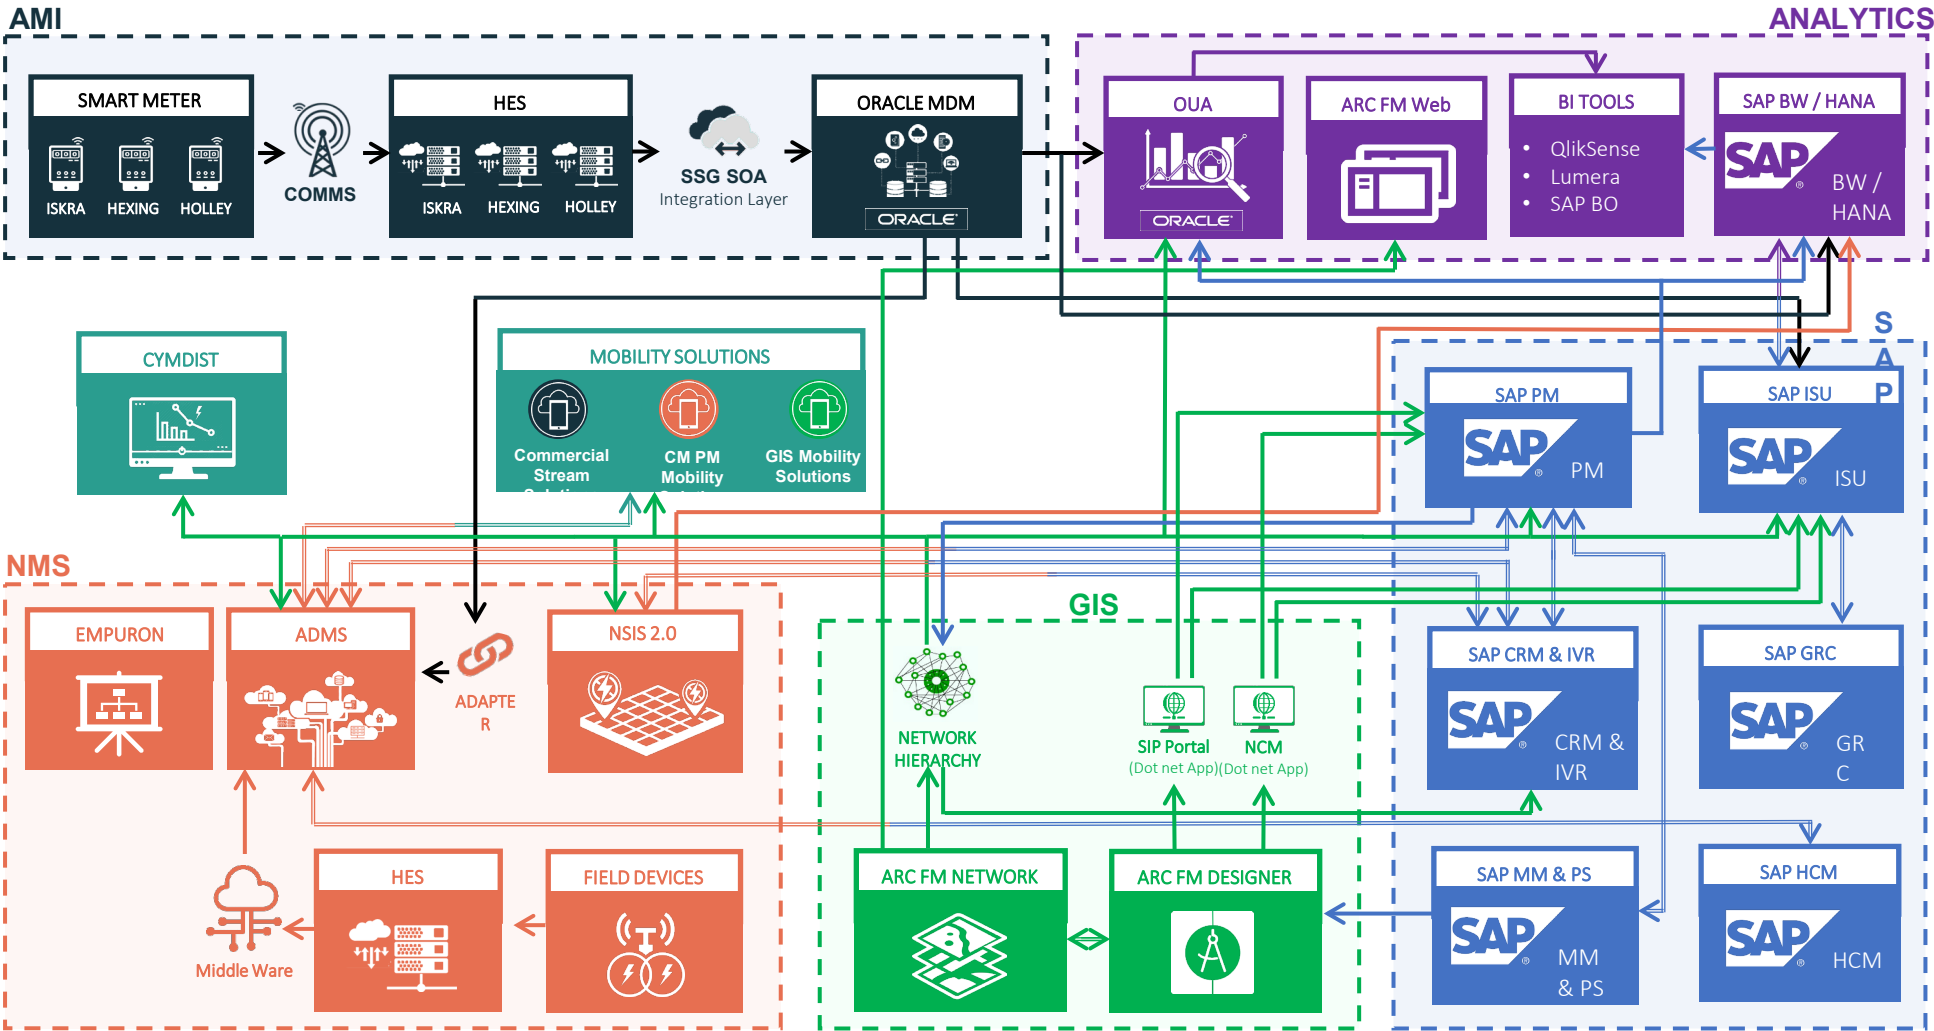 AMI
ANALYTICS
SMART METER
ISKRA
HEXING
HOLLEY
COMMS
HES
ISKRA
HEXING
HOLLEY
SSG SOA
Integration Layer
ORACLE MDM
ORACLE
OUA
ORACLE
ARC FM Web
BI TOOLS
• QlikSense
• Lumera
• SAP BO
SAP BW / HANA
SAP
®
BW /
HANA
CYMDIST
MOBILITY SOLUTIONS
Commercial
Stream
CM PM
Mobility
GIS Mobility
Solutions
S
A
P
SAP PM
SAP
®
PM
SAP ISU
SAP
®
ISU
NMS
EMPURON
ADMS
ADAPTE
R
NSIS 2.0
GIS
NETWORK
HIERARCHY
SIP Portal
(Dot net App)
NCM
(Dot net App)
SAP CRM & IVR
SAP
®
CRM &
IVR
SAP GRC
SAP
®
GR
C
Middle Ware
HES
FIELD DEVICES
ARC FM NETWORK
ARC FM DESIGNER
SAP MM & PS
SAP
®
MM
& PS
SAP HCM
SAP
®
HCM